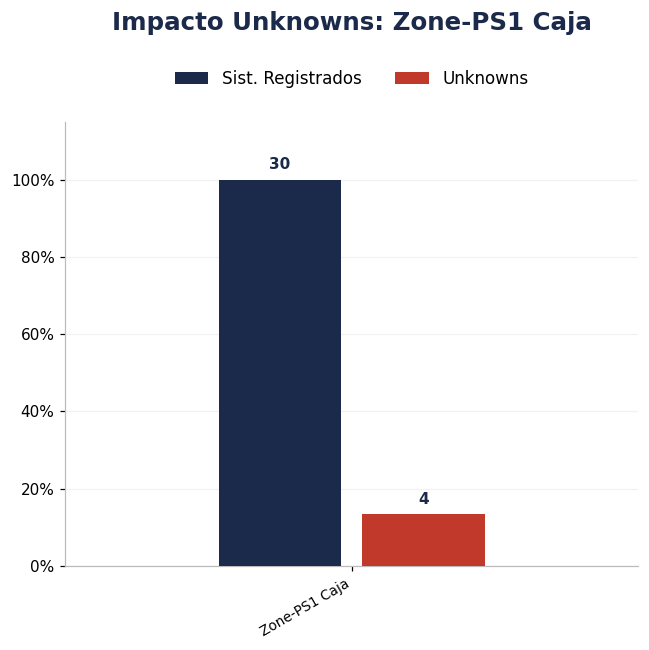 Impacto Unknowns: Zone-PS1 Caja
Sist. Registrados Unknowns
30
100%
80%
60%
40%
20%
4
0%
Zone-PS1 Caja